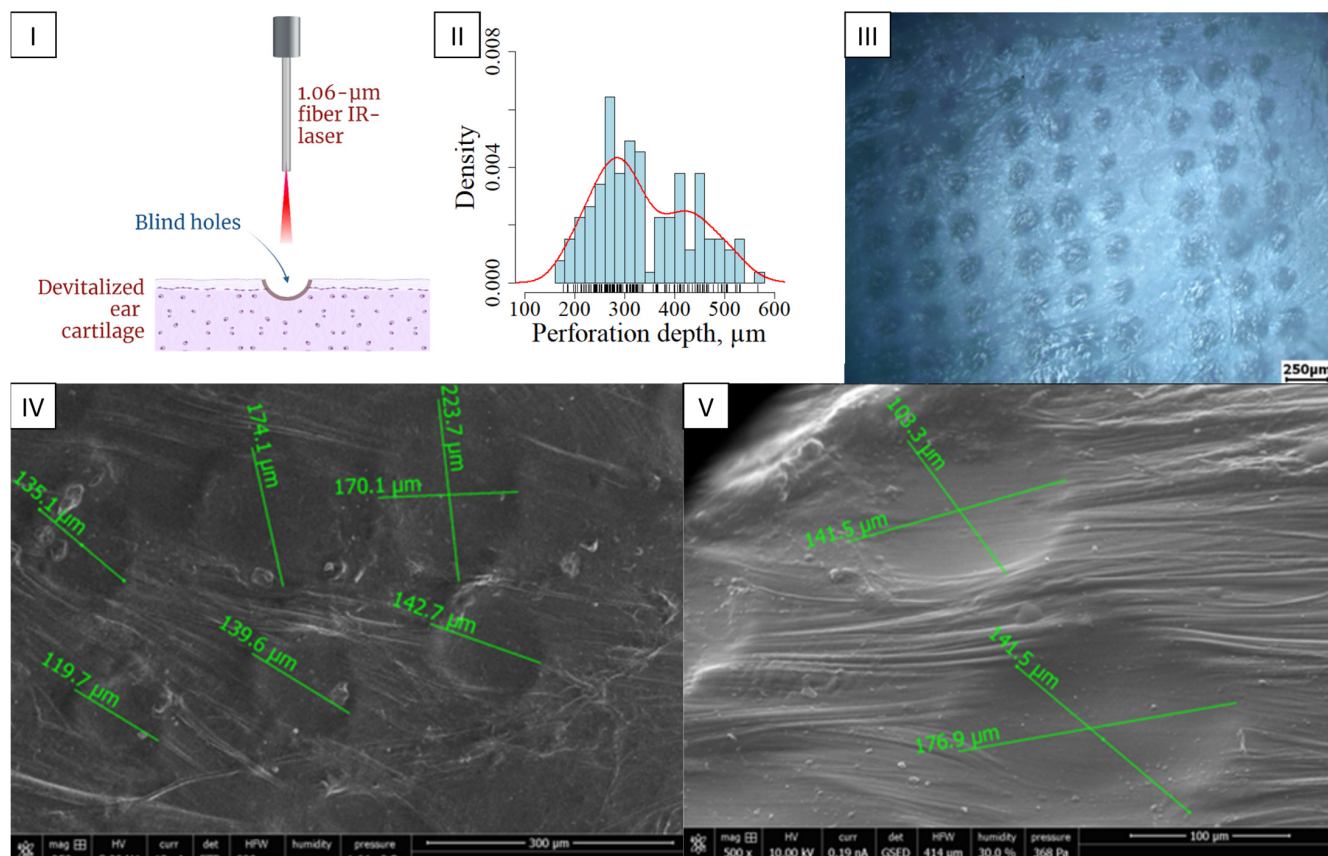 I
1.06-µm
fiber IR-
laser
Blind holes
Devitalized
ear
cartilage
II
Density
0.008
0.004
0.000
100 200 300 400 500 600
Perforation depth, µm
III
250µm
IV
174.1 µm
223.7 µm
170.1 µm
135.1 µm
142.7 µm
139.6 µm
119.7 µm
mag HV curr det HFW humidity pressure
300 µm
V
103.3 µm
141.5 µm
141.5 µm
176.9 µm
mag HV curr det HFW humidity pressure
500 x 10.00 kV 0.19 nA GSED 414 µm 30.0 % 368 Pa
100 µm